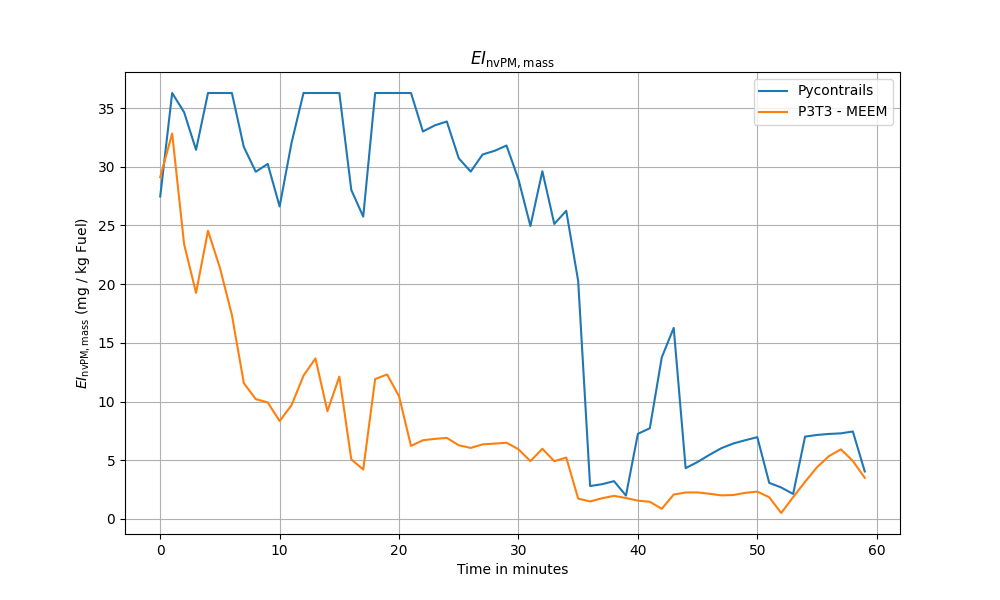 EI_nvPM, mass
Pycontrails
P3T3 - MEEM
EI_nvPM, mass (mg / kg Fuel)
35
30
25
20
15
10
5
0
0 10 20 30 40 50 60
Time in minutes